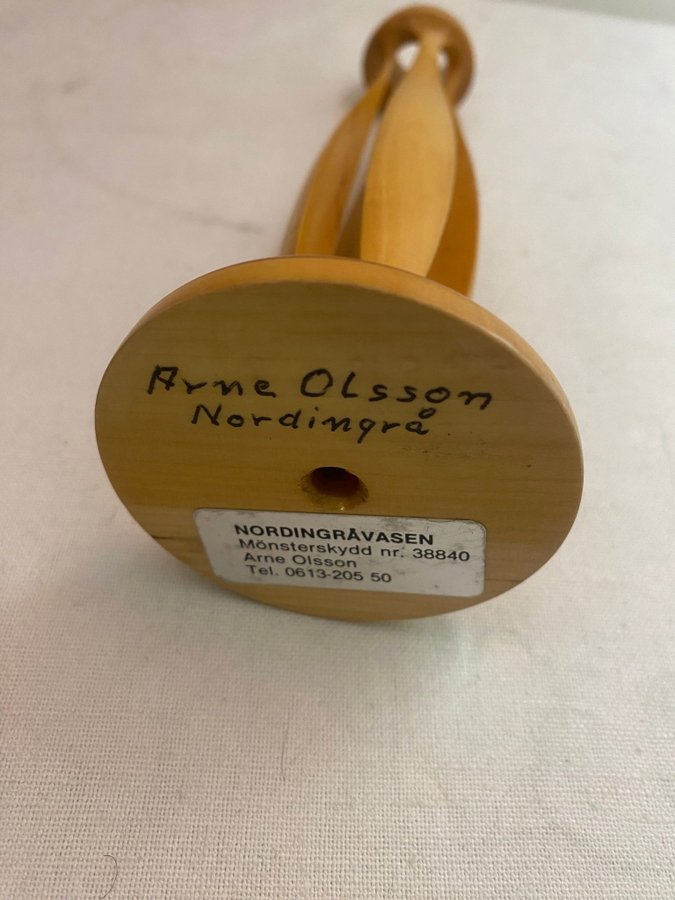 Arne Olsson
Nordingrå
NORDINGRÅVASEN
Mönsterskydd nr. 38840
Arne Olsson
Tel. 0613-205 50